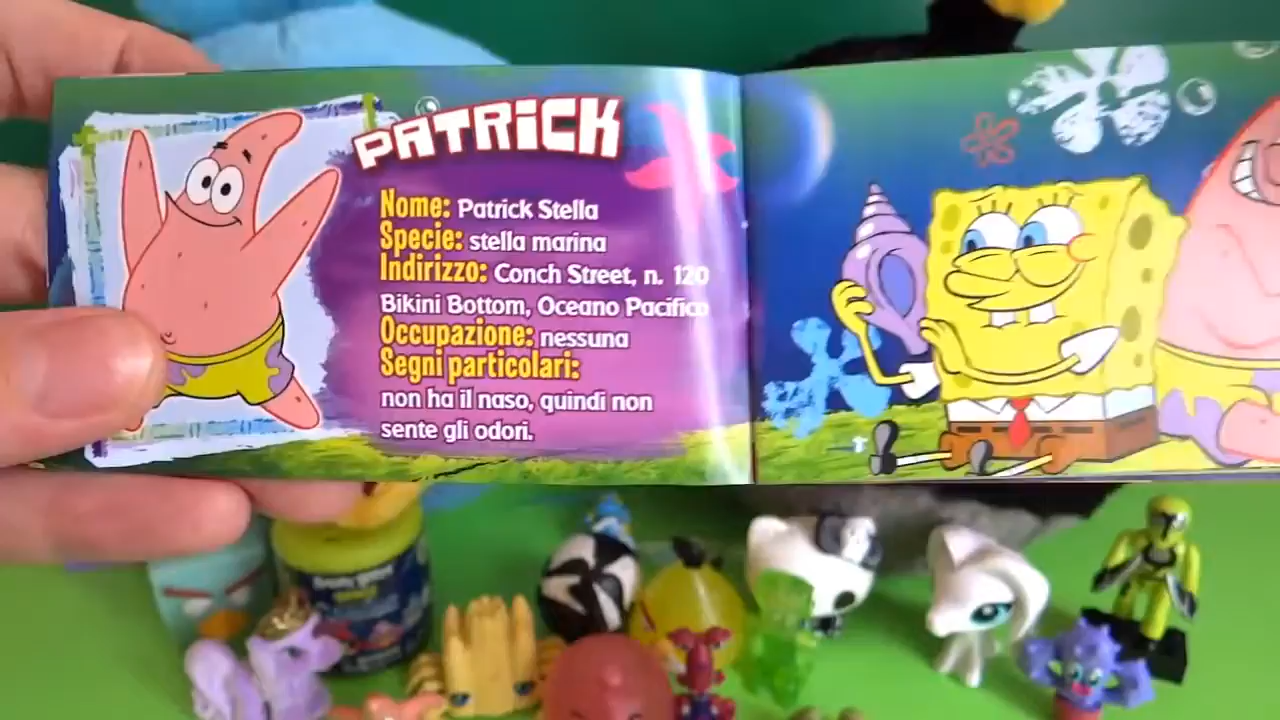 PATRICK
Nome: Patrick Stella
Specie: stella marina
Indirizzo: Conch Street, n. 120
Bikini Bottom, Oceano Pacifico
Occupazione: nessuna
Segni particolari:
non ha il naso, quindi non
sente gli odori.